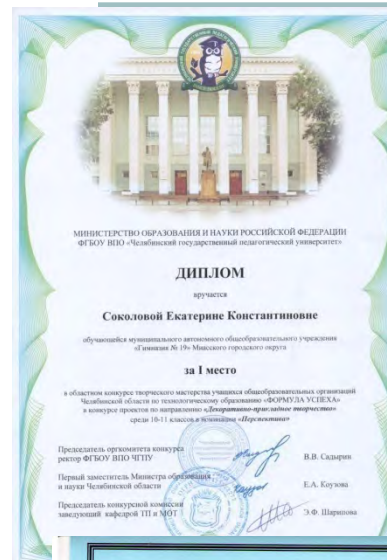 МИНИСТЕРСТВО ОБРАЗОВАНИЯ И НАУКИ РОССИЙСКОЙ ФЕДЕРАЦИИ
ФГБОУ ВПО «Челябинский государственный педагогический университет»
ДИПЛОМ
вручается
Соколовой Екатерине Константиновне
обучающейся муниципального автономного общеобразовательного учреждения
«Гимназия № 19» Миасского городского округа
за I место
в областном конкурсе творческого мастерства учащихся общеобразовательных организаций
Челябинской области по технологическому образованию «ФОРМУЛА УСПЕХА»
в конкурсе проектов по направлению «Декоративно-прикладное творчество»
среди 10-11 классов в номинации «Перспектива»
Председатель оргкомитета конкурса
ректор ФГБОУ ВПО ЧГПУ
В.В. Садырин
Первый заместитель Министра образования
и науки Челябинской области
Е.А. Коузова
Председатель конкурсной комиссии
заведующий кафедрой ТП и МОТ
Э.Ф. Шарипова